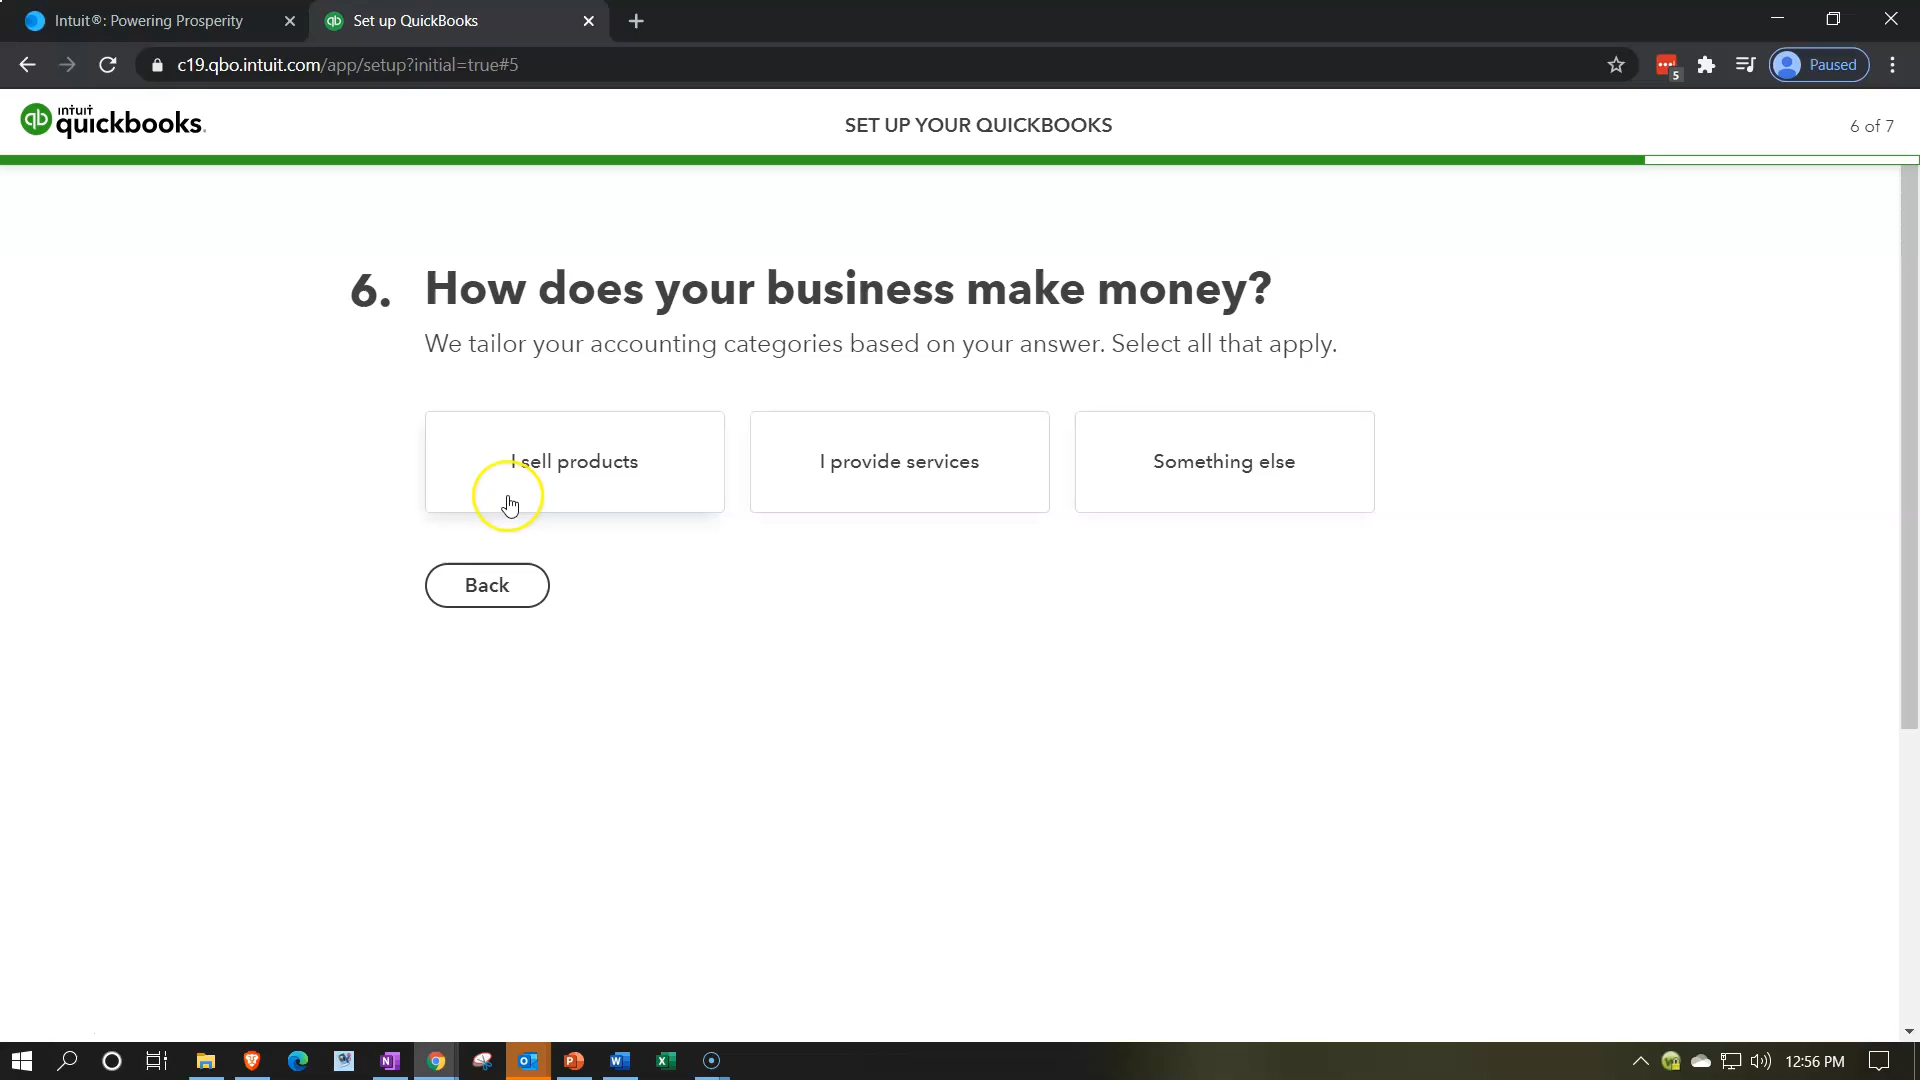 Intuit®: Powering Prosperity
Set up QuickBooks
c19.qbo.intuit.com/app/setup?initial=true#5
5
Paused
qb intuit quickbooks.
SET UP YOUR QUICKBOOKS
6 of 7
6. How does your business make money?
We tailor your accounting categories based on your answer. Select all that apply.
I sell products
I provide services
Something else
Back
12:56 PM